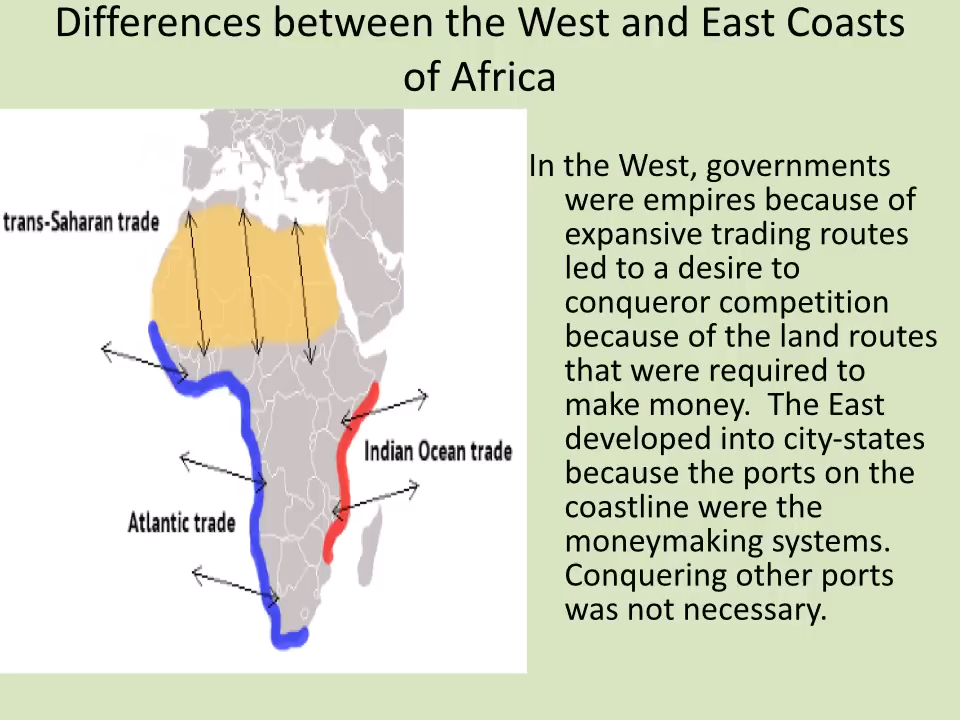 Differences between the West and East Coasts
of Africa
trans-Saharan trade
Indian Ocean trade
Atlantic trade
In the West, governments
were empires because of
expansive trading routes
led to a desire to
conqueror competition
because of the land routes
that were required to
make money.  The East
developed into city-states
because the ports on the
coastline were the
moneymaking systems.
Conquering other ports
was not necessary.